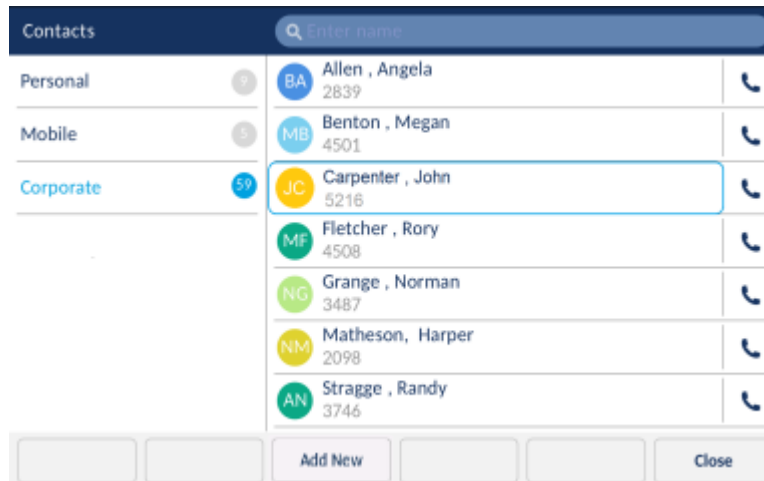 Contacts
Enter name
Personal 9
Mobile 5
Corporate 59
BA Allen , Angela
2839
MB Benton , Megan
4501
JC Carpenter , John
5216
MF Fletcher , Rory
4508
NG Grange , Norman
3487
NM Matheson, Harper
2098
AN Stragge , Randy
3746
Add New
Close